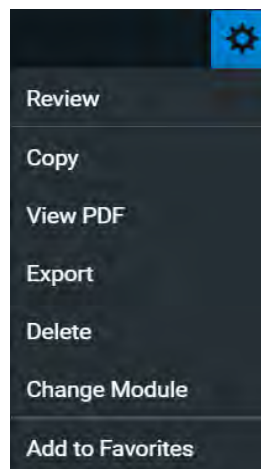 Review
Copy
View PDF
Export
Delete
Change Module
Add to Favorites